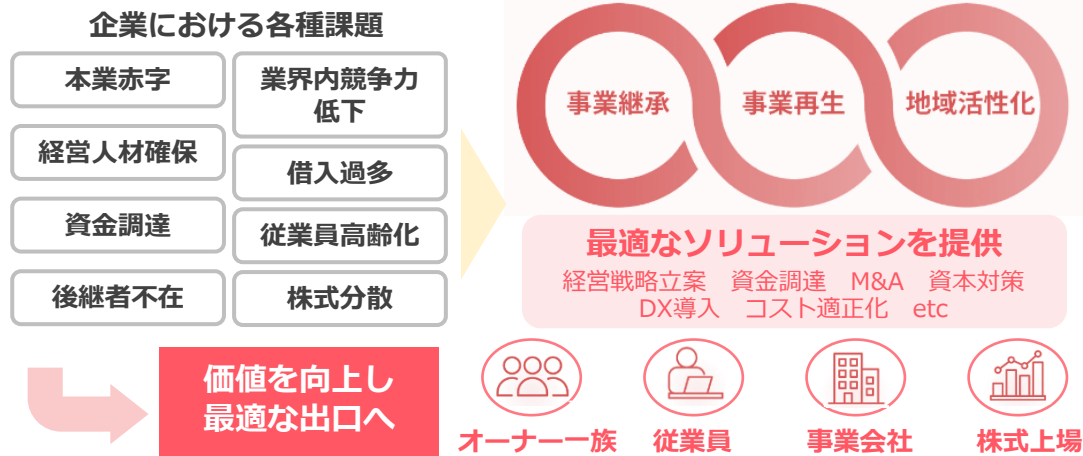 企業における各種課題
本業赤字
経営人材確保
資金調達
後継者不在
業界内競争力
低下
借入過多
従業員高齢化
株式分散
事業継承
事業再生
地域活性化
最適なソリューションを提供
経営戦略立案 資金調達 M&A 資本対策
DX導入 コスト適正化 etc
価値を向上し
最適な出口へ
オーナー一族
従業員
事業会社
株式上場